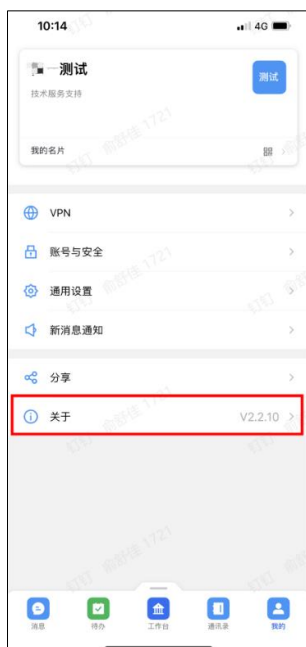 10:14
4G
测试
测试
技术服务支持
我的名片
VPN
账号与安全
通用设置
新消息通知
分享
关于
V2.2.10
消息
待办
工作台
通讯录
我的